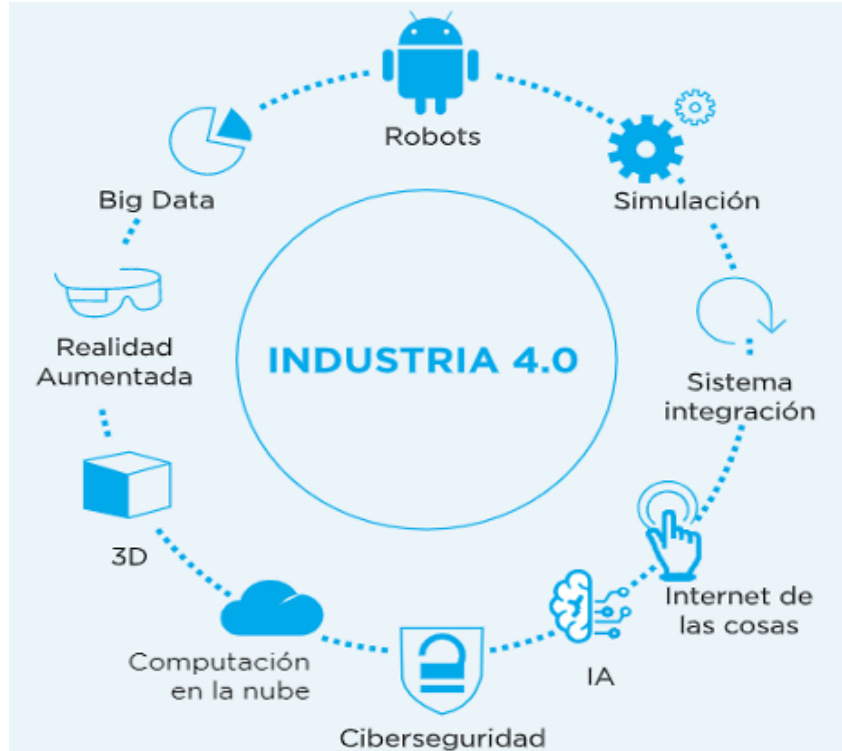 Robots
Simulación
Sistema
integración
Internet de
las cosas
IA
Ciberseguridad
Computación
en la nube
3D
Realidad
Aumentada
Big Data
INDUSTRIA 4.0